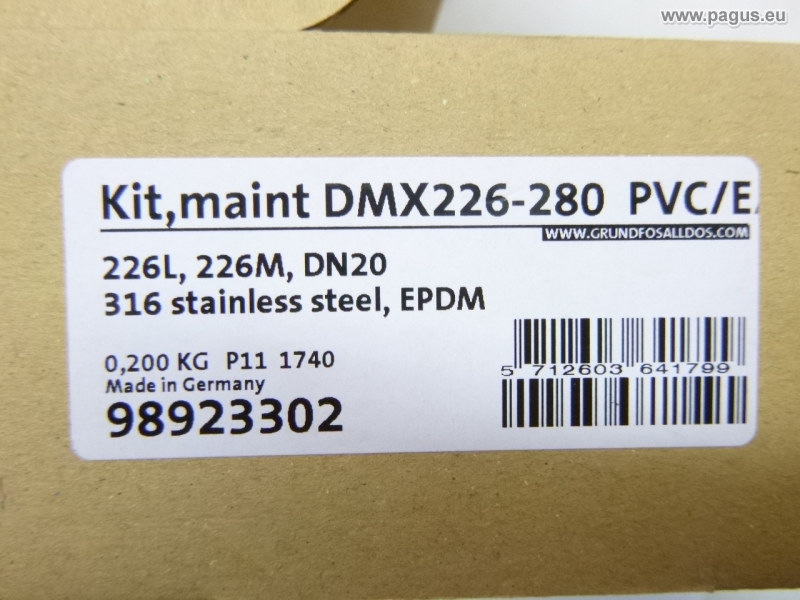 www.pagus.eu
Kit,maint DMX226-280 PVC/E
WWW.GRUNDFOSALLDOS.COM
226L, 226M, DN20
316 stainless steel, EPDM
0,200 KG P11 1740
Made in Germany
98923302
5 712603 641799